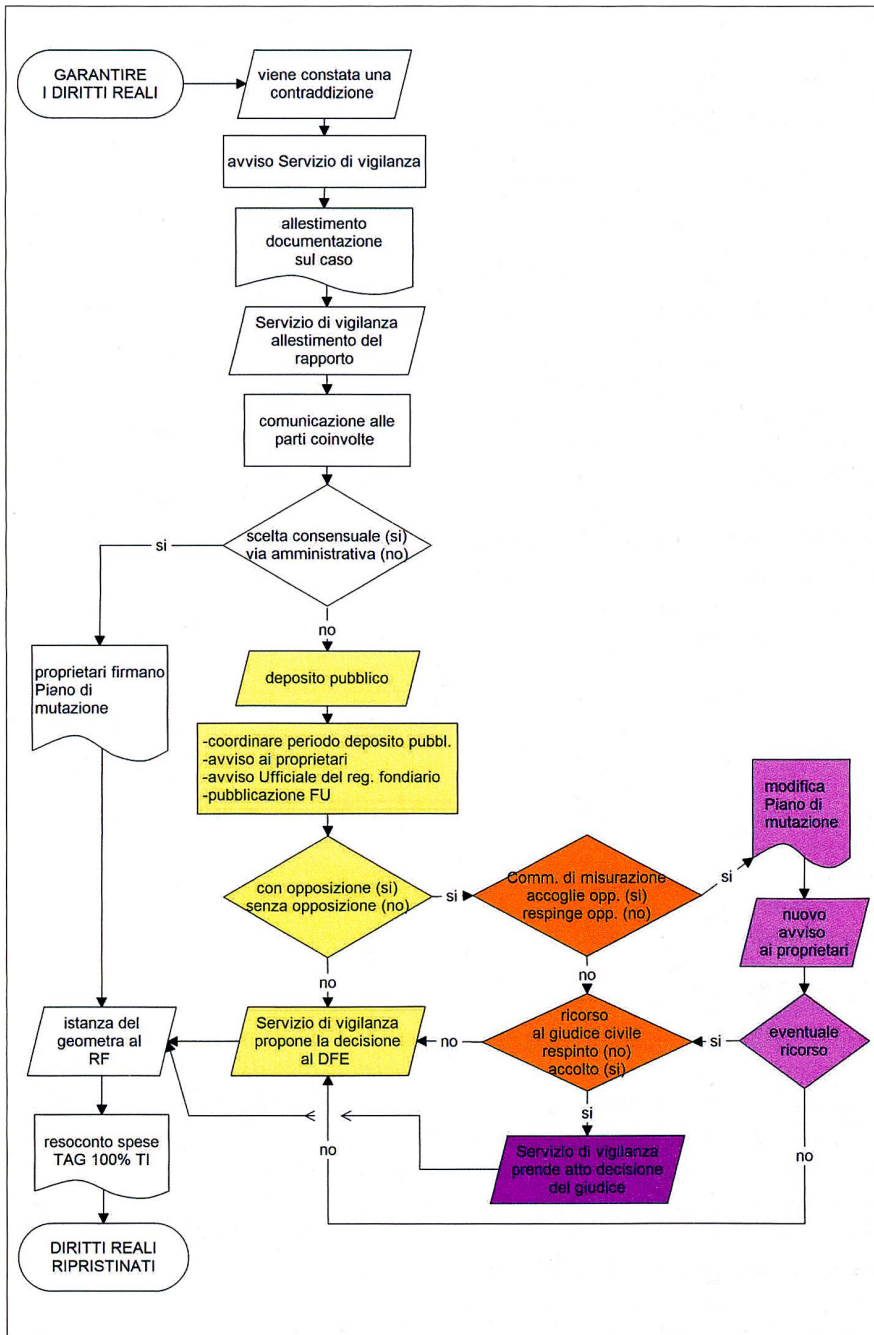 GARANTIRE
I DIRITTI REALI
viene constata una
contraddizione
avviso Servizio di vigilanza
allestimento
documentazione
sul caso
Servizio di vigilanza
allestimento del
rapporto
comunicazione alle
parti coinvolte
scelta consensuale (si)
via amministrativa (no)
si
no
proprietari firmano
Piano di
mutazione
deposito pubblico
-coordinare periodo deposito pubbl.
-avviso ai proprietari
-avviso Ufficiale del reg. fondiario
-pubblicazione FU
con opposizione (si)
senza opposizione (no)
si
no
Comm. di misurazione
accoglie opp. (si)
respinge opp. (no)
si
no
modifica
Piano di
mutazione
nuovo
avviso
ai proprietari
eventuale
ricorso
si
no
ricorso
al giudice civile
respinto (no)
accolto (si)
no
si
Servizio di vigilanza
propone la decisione
al DFE
Servizio di vigilanza
prende atto decisione
del giudice
no
istanza del
geometra al
RF
resoconto spese
TAG 100% TI
DIRITTI REALI
RIPRISTINATI